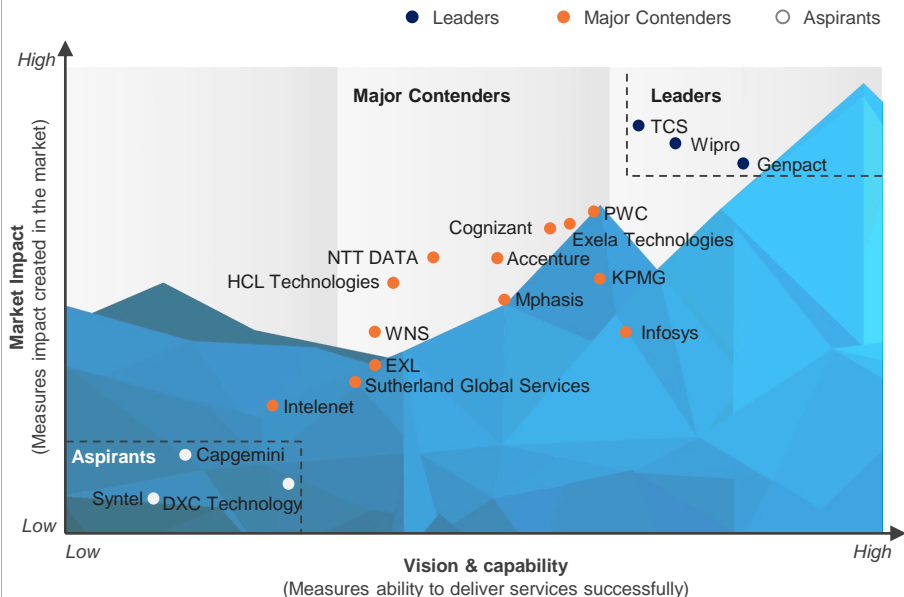 Leaders
Major Contenders
Aspirants
High
Major Contenders
Leaders
TCS
Wipro
Genpact
PWC
Cognizant
Exela Technologies
NTT DATA
Accenture
HCL Technologies
KPMG
Mphasis
WNS
Infosys
EXL
Sutherland Global Services
Intelenet
Aspirants
Capgemini
Syntel
DXC Technology
Market Impact
(Measures impact created in the market)
Low
Low
High
Vision & capability
(Measures ability to deliver services successfully)